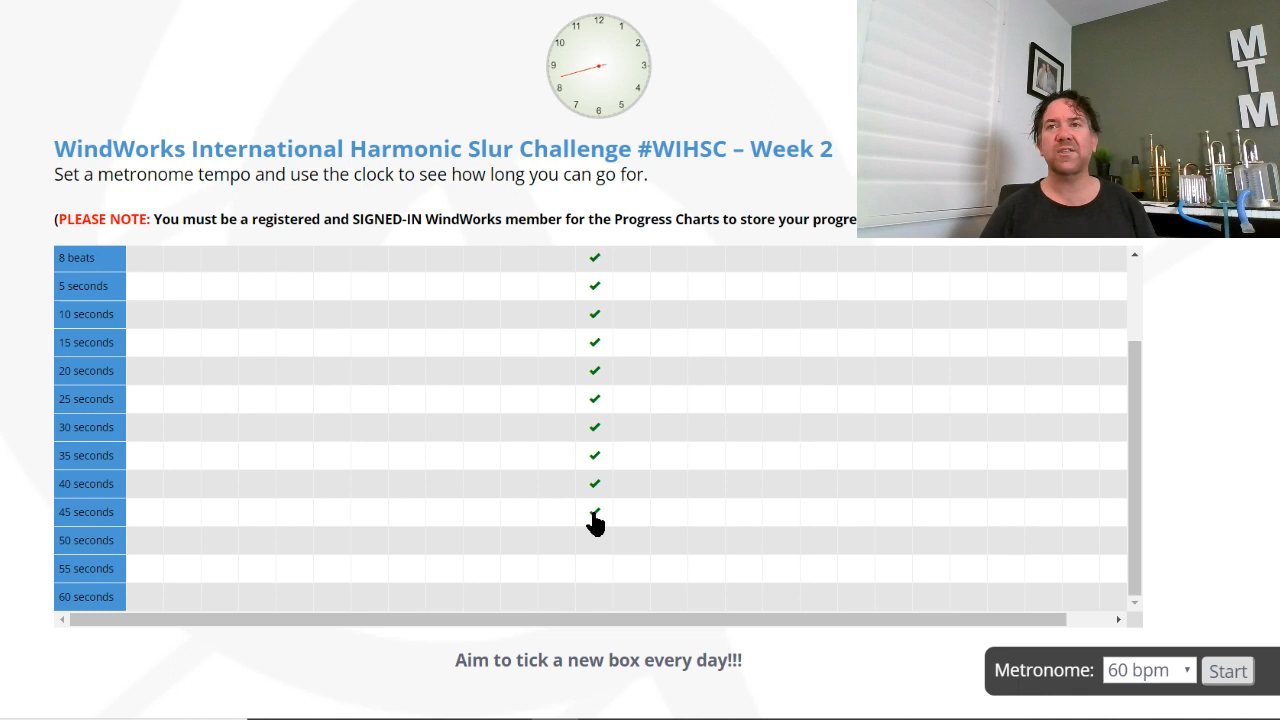 12
11
1
10
2
9
3
8
4
7
5
6
M
T
M
WindWorks International Harmonic Slur Challenge #WIHSC – Week 2
Set a metronome tempo and use the clock to see how long you can go for.
(PLEASE NOTE: You must be a registered and SIGNED-IN WindWorks member for the Progress Charts to store your progre
8 beats
5 seconds
10 seconds
15 seconds
20 seconds
25 seconds
30 seconds
35 seconds
40 seconds
45 seconds
50 seconds
55 seconds
60 seconds
Aim to tick a new box every day!!!
Metronome: 60 bpm Start